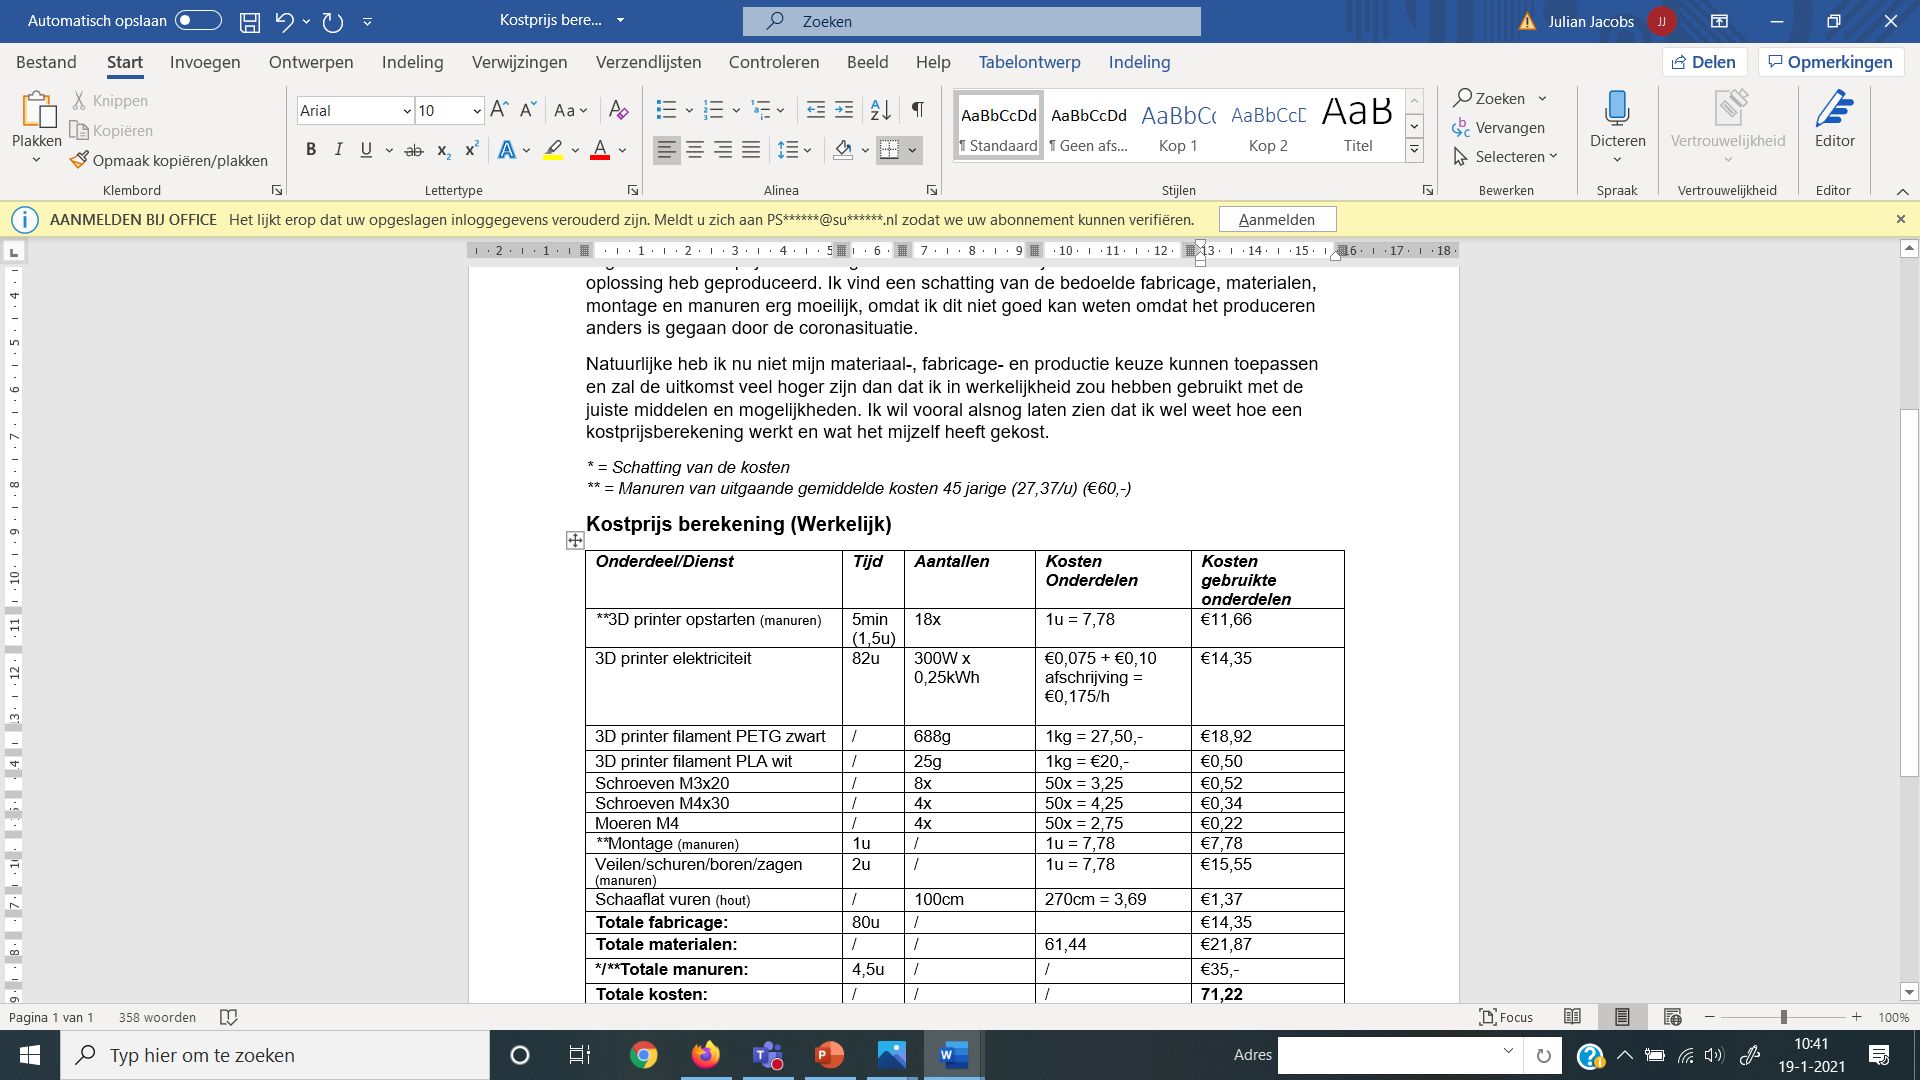 Automatisch opslaan
Kostprijs bere...
Zoeken
Julian Jacobs
JJ
Bestand Start Invoegen Ontwerpen Indeling Verwijzingen Verzendlijsten Controleren Beeld Help Tabelontwerp Indeling
Delen
Opmerkingen
Plakken
Knippen
Kopiëren
Opmaak kopiëren/plakken
Klembord
Arial 10
Lettertype
Alinea
AaBbCcDd AaBbCcDd AaBbCc AaBbCcD AaB
¶ Standaard ¶ Geen afs... Kop 1 Kop 2 Titel
Stijlen
Zoeken
Vervangen
Selecteren
Bewerken
Dicteren
Spraak
Vertrouwelijkheid
Vertrouwelijkheid
Editor
Editor
AANMELDEN BIJ OFFICE Het lijkt erop dat uw opgeslagen inloggegevens verouderd zijn. Meldt u zich aan PS******@su******.nl zodat we uw abonnement kunnen verifiëren. Aanmelden
oplossing heb geproduceerd. Ik vind een schatting van de bedoelde fabricage, materialen,
montage en manuren erg moeilijk, omdat ik dit niet goed kan weten omdat het produceren
anders is gegaan door de coronasituatie.
Natuurlijke heb ik nu niet mijn materiaal-, fabricage- en productie keuze kunnen toepassen
en zal de uitkomst veel hoger zijn dan dat ik in werkelijkheid zou hebben gebruikt met de
juiste middelen en mogelijkheden. Ik wil vooral alsnog laten zien dat ik wel weet hoe een
kostprijsberekening werkt en wat het mijzelf heeft gekost.
* = Schatting van de kosten
** = Manuren van uitgaande gemiddelde kosten 45 jarige (27,37/u) (€60,-)
Kostprijs berekening (Werkelijk)
Onderdeel/Dienst Tijd Aantallen Kosten Onderdelen Kosten gebruikte onderdelen
**3D printer opstarten (manuren) 5min (1,5u) 18x 1u = 7,78 €11,66
3D printer elektriciteit 82u 300W x 0,25kWh €0,075 + €0,10 afschrijving = €0,175/h €14,35
3D printer filament PETG zwart / 688g 1kg = 27,50,- €18,92
3D printer filament PLA wit / 25g 1kg = €20,- €0,50
Schroeven M3x20 / 8x 50x = 3,25 €0,52
Schroeven M4x30 / 4x 50x = 4,25 €0,34
Moeren M4 / 4x 50x = 2,75 €0,22
**Montage (manuren) 1u / 1u = 7,78 €7,78
Veilen/schuren/boren/zagen (manuren) 2u / 1u = 7,78 €15,55
Schaaflat vuren (hout) / 100cm 270cm = 3,69 €1,37
Totale fabricage: 80u / €14,35
Totale materialen: / / 61,44 €21,87
*/**Totale manuren: 4,5u / / €35,-
Totale kosten: / / / 71,22
Pagina 1 van 1 358 woorden
Focus
100%
Typ hier om te zoeken
Adres
10:41
19-1-2021